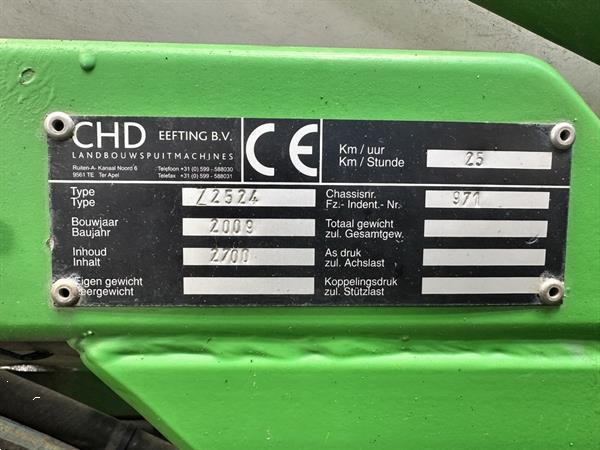 CHD EEFTING B.V.
LANDBOUWSPUITMACHJNES
Ruiten-A- Kanaal Noord 6 Telefoon +31 (0) 599 - 588030
9561 TE Ter Apel Telefax +31 (0) 599 - 588031
CE
Km / uur
Km / Stunde 25
Type
Type /2524
Bouwjaar
Baujahr 2009
Inhoud
Inhalt 2700
Eigen gewicht
Leergewicht
Chassisnr.
Fz.- Indent.- Nr. 971
Totaal gewicht
zul. Gesamtgew.
As druk
zul. Achslast
Koppelingsdruk
zul. Stützlast